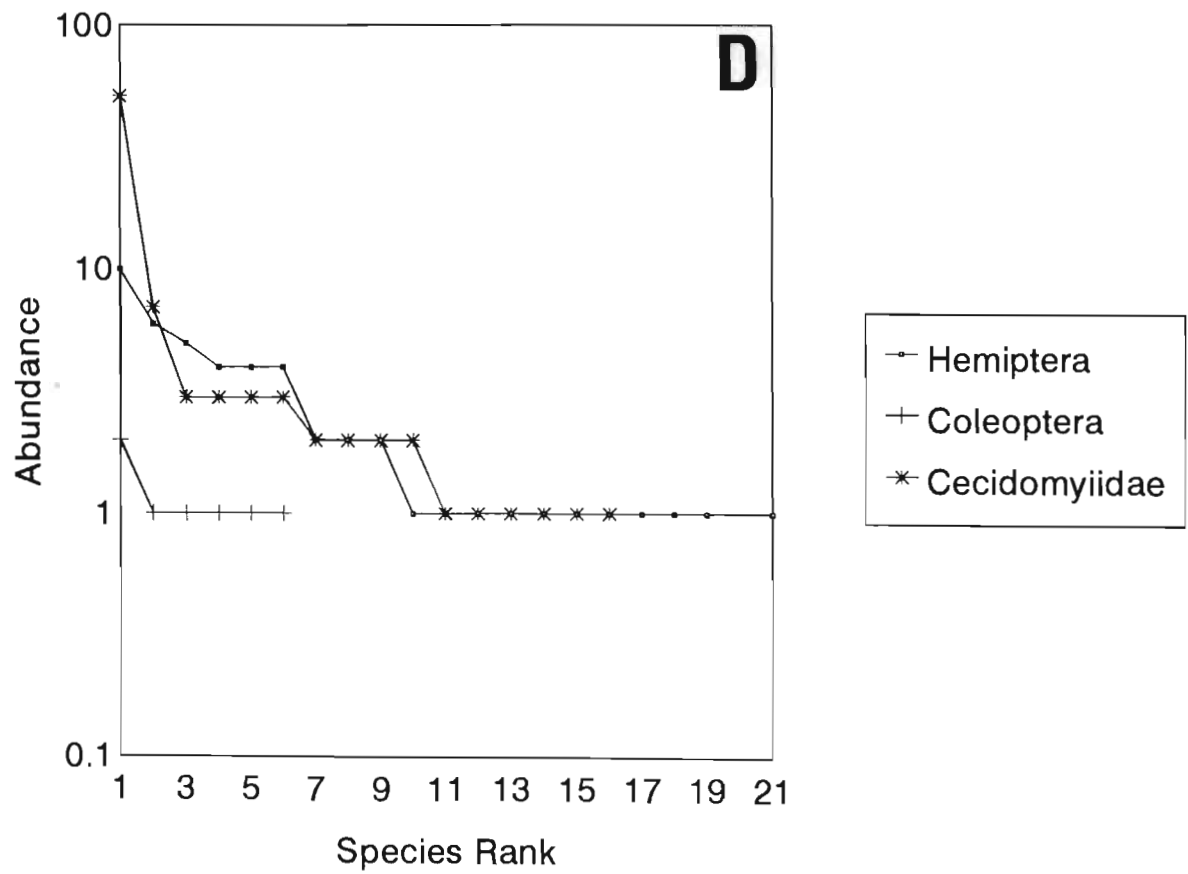 D
100
10
1
0.1
Abundance
1 3 5 7 9 11 13 15 17 19 21
Species Rank
Hemiptera
Coleoptera
Cecidomyiidae